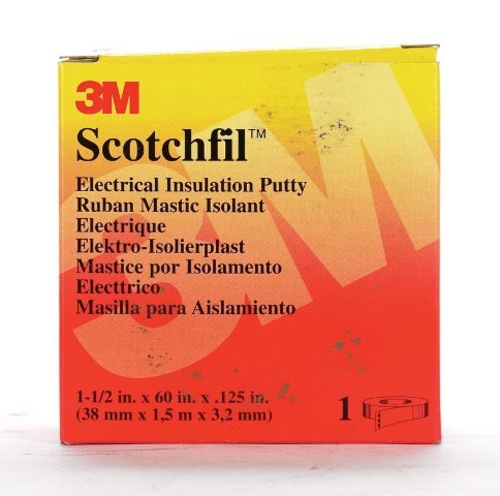 3M
Scotchfil™
Electrical Insulation Putty
Ruban Mastic Isolant
Electrique
Elektro-Isolierplast
Mastice por Isolamento
Electtrico
Masilla para Aislamiento
1-1/2 in. x 60 in. x .125 in.
(38 mm x 1,5 m x 3,2 mm)
1
3M